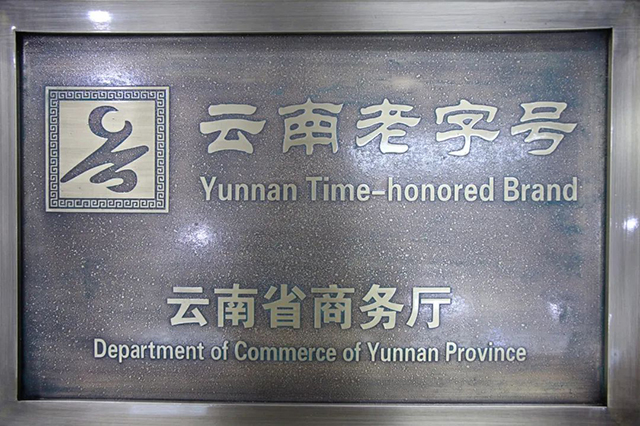 云南老字号
Yunnan Time-honored Brand
云南省商务厅
Department of Commerce of Yunnan Province